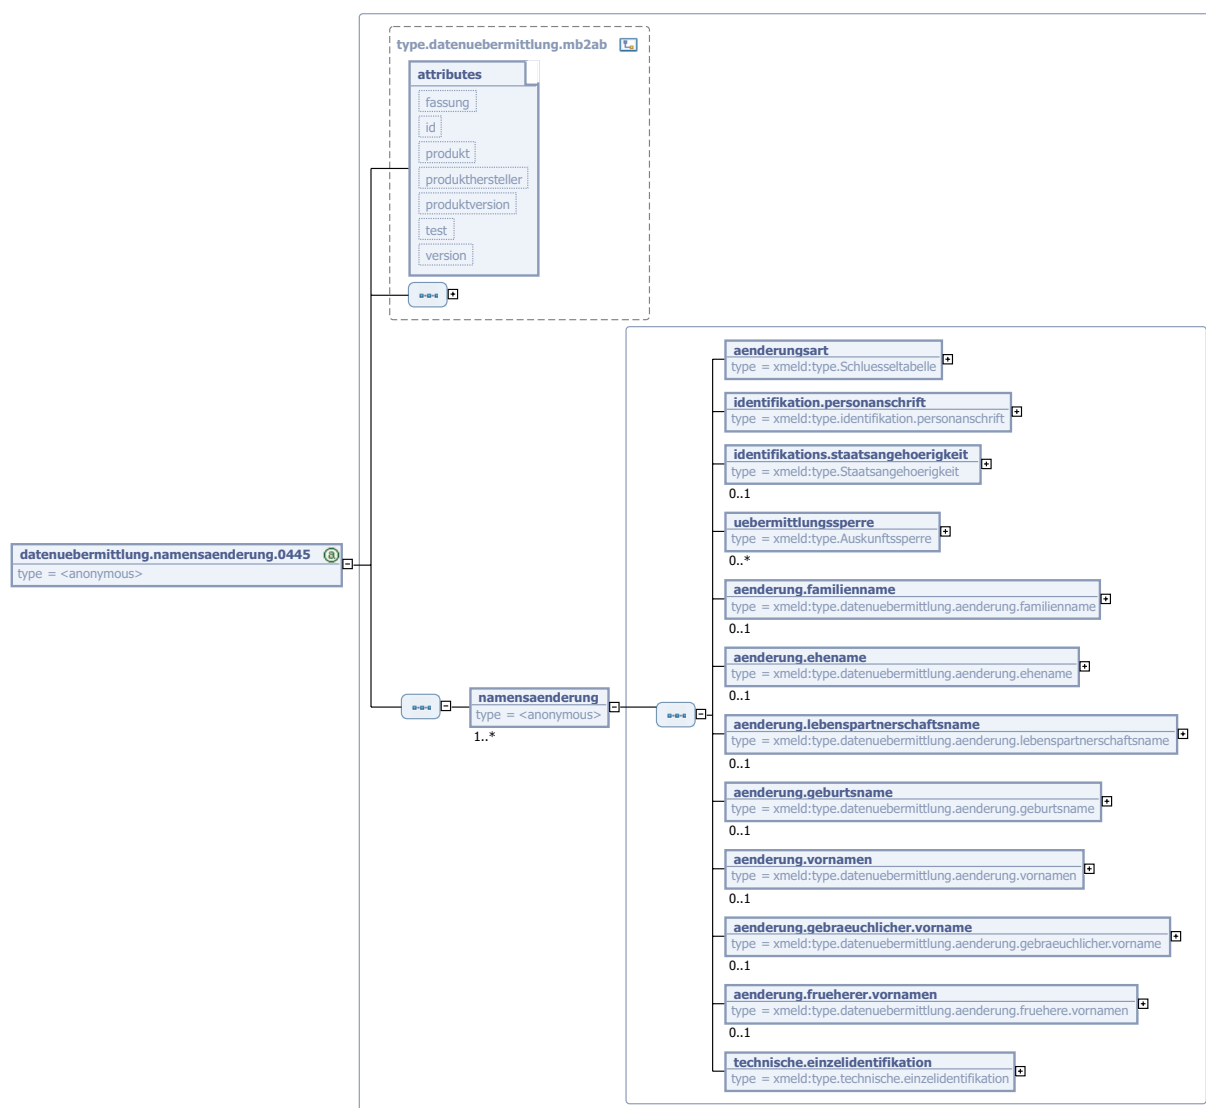 type.datenuebermittlung.mb2ab
attributes
fassung
id
produkt
produkthersteller
produktversion
test
version
datenuebermittlung.namensaenderung.0445
type = <anonymous>
namensaenderung
type = <anonymous>
1..*
aenderungsart
type = xmeld:type.Schluesseltabelle
identifikation.personanschrift
type = xmeld:type.identifikation.personanschrift
identifikations.staatsangehoerigkeit
type = xmeld:type.Staatsangehoerigkeit
0..1
uebermittlungssperre
type = xmeld:type.Auskunftssperre
0..*
aenderung.familienname
type = xmeld:type.datenuebermittlung.aenderung.familienname
0..1
aenderung.ehename
type = xmeld:type.datenuebermittlung.aenderung.ehename
0..1
aenderung.lebenspartnerschaftsname
type = xmeld:type.datenuebermittlung.aenderung.lebenspartnerschaftsname
0..1
aenderung.geburtsname
type = xmeld:type.datenuebermittlung.aenderung.geburtsname
0..1
aenderung.vornamen
type = xmeld:type.datenuebermittlung.aenderung.vornamen
0..1
aenderung.gebraeuchlicher.vorname
type = xmeld:type.datenuebermittlung.aenderung.gebraeuchlicher.vorname
0..1
aenderung.frueherer.vornamen
type = xmeld:type.datenuebermittlung.aenderung.fruehere.vornamen
0..1
technische.einzelidentifikation
type = xmeld:type.technische.einzelidentifikation